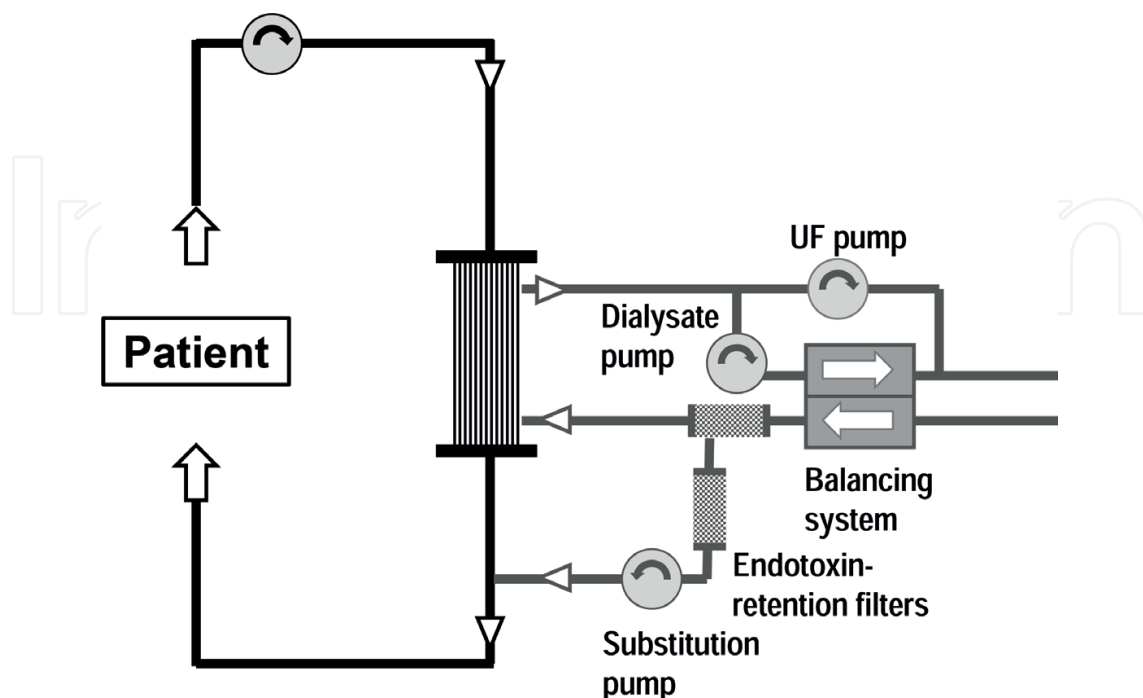 UF pump
Dialysate
pump
Patient
Balancing
system
Endotoxin-
retention filters
Substitution
pump